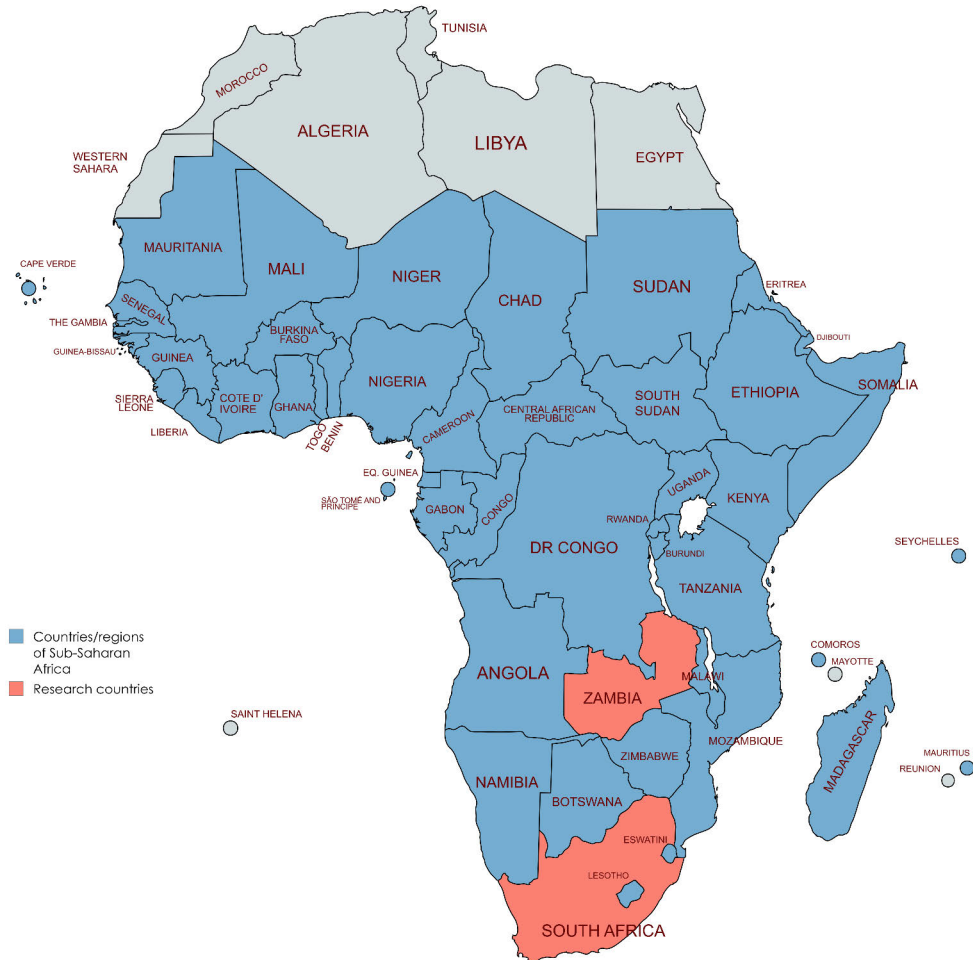 TUNISIA
MOROCCO
ALGERIA
LIBYA
EGYPT
WESTERN
SAHARA
MAURITANIA
MALI
NIGER
CHAD
SUDAN
ERITREA
CAPE VERDE
SENEGAL
THE GAMBIA
GUINEA-BISSAU
GUINEA
BURKINA
FASO
DJIBOUTI
SIERRA
LEONE
LIBERIA
COTE D'
IVOIRE
GHANA
TOGO
BENIN
NIGERIA
CAMEROON
CENTRAL AFRICAN
REPUBLIC
SOUTH
SUDAN
ETHIOPIA
SOMALIA
EQ. GUINEA
SÃO TOMÉ AND
PRINCIPE
GABON
CONGO
DR CONGO
UGANDA
KENYA
RWANDA
BURUNDI
TANZANIA
SEYCHELLES
COMOROS
MAYOTTE
Countries/regions
of Sub-Saharan
Africa
Research countries
ANGOLA
ZAMBIA
MALAWI
MOZAMBIQUE
MADAGASCAR
MAURITIUS
REUNION
SAINT HELENA
ZIMBABWE
NAMIBIA
BOTSWANA
ESWATINI
LESOTHO
SOUTH AFRICA